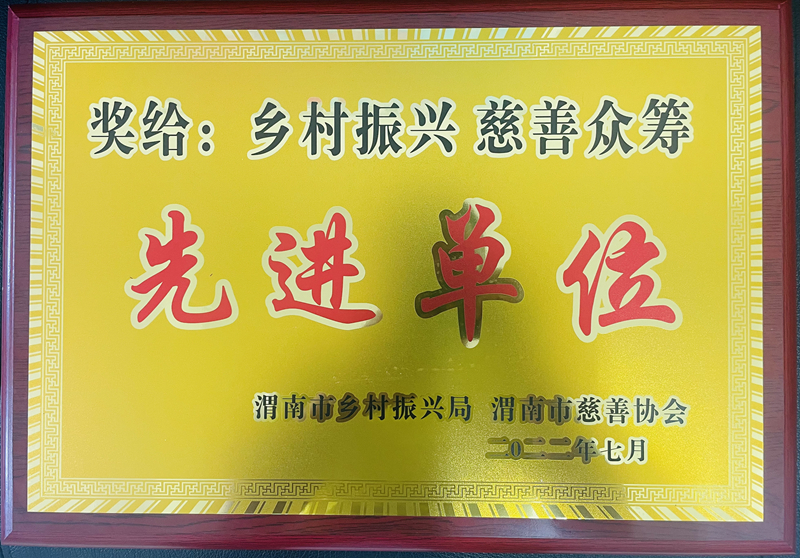 奖给：乡村振兴 慈善众筹
先进单位
渭南市乡村振兴局 渭南市慈善协会
二〇二二年七月